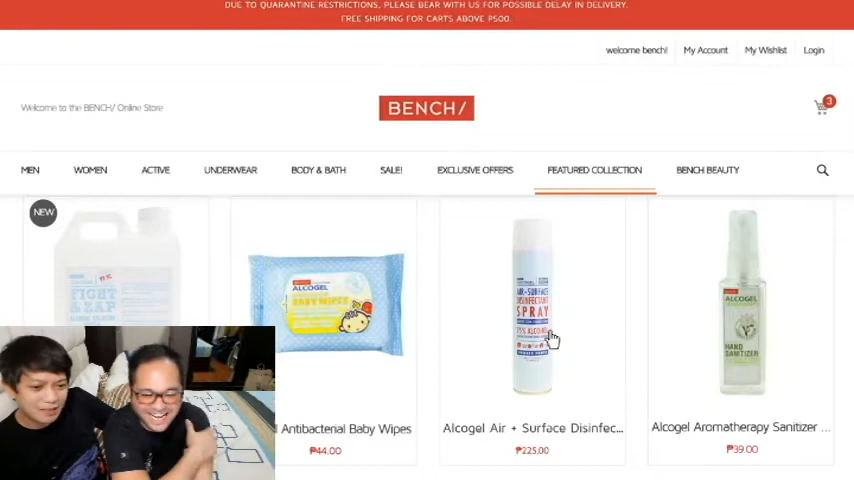 DUE TO QUARANTINE RESTRICTIONS, PLEASE BEAR WITH US FOR POSSIBLE DELAY IN DELIVERY.
FREE SHIPPING FOR CARTS ABOVE P500.
welcome bench!
My Account
My Wishlist
Login
Welcome to the BENCH/ Online Store
BENCH/
3
MEN
WOMEN
ACTIVE
UNDERWEAR
BODY & BATH
SALE!
EXCLUSIVE OFFERS
FEATURED COLLECTION
BENCH BEAUTY
NEW
FIGHT
& ZAP
ALCOGEL
BABY WIPES
AIR+SURFACE
DISINFECTANT
SPRAY
75% ALCOHOL
ALCOGEL
HAND
SANITIZER
l Antibacterial Baby Wipes
₱44.00
Alcogel Air + Surface Disinfec...
₱225.00
Alcogel Aromatherapy Sanitizer ...
₱39.00